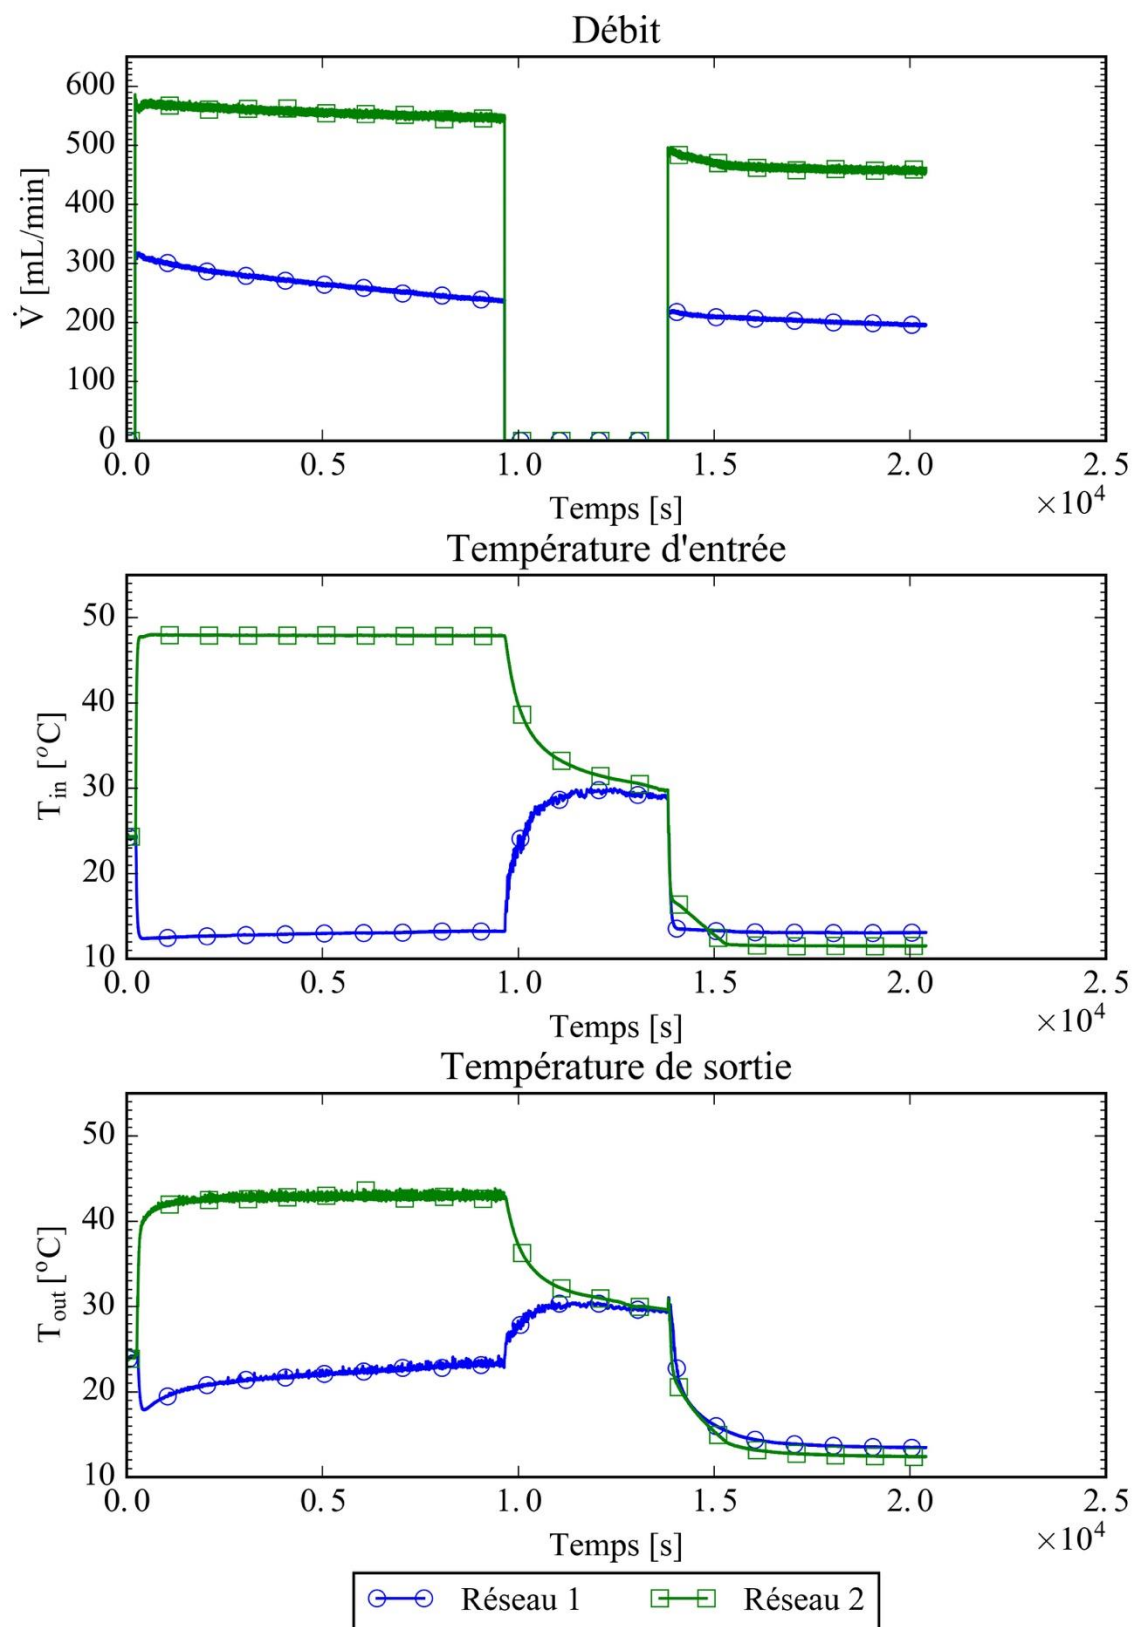 Débit
600
500
400
300
200
100
0
V̇ [mL/min]
0.0 0.5 1.0 1.5 2.0 2.5
Temps [s]
×10⁴
Température d'entrée
50
40
30
20
10
T_in [°C]
0.0 0.5 1.0 1.5 2.0 2.5
Temps [s]
×10⁴
Température de sortie
50
40
30
20
10
T_out [°C]
0.0 0.5 1.0 1.5 2.0 2.5
Temps [s]
×10⁴
Réseau 1 Réseau 2